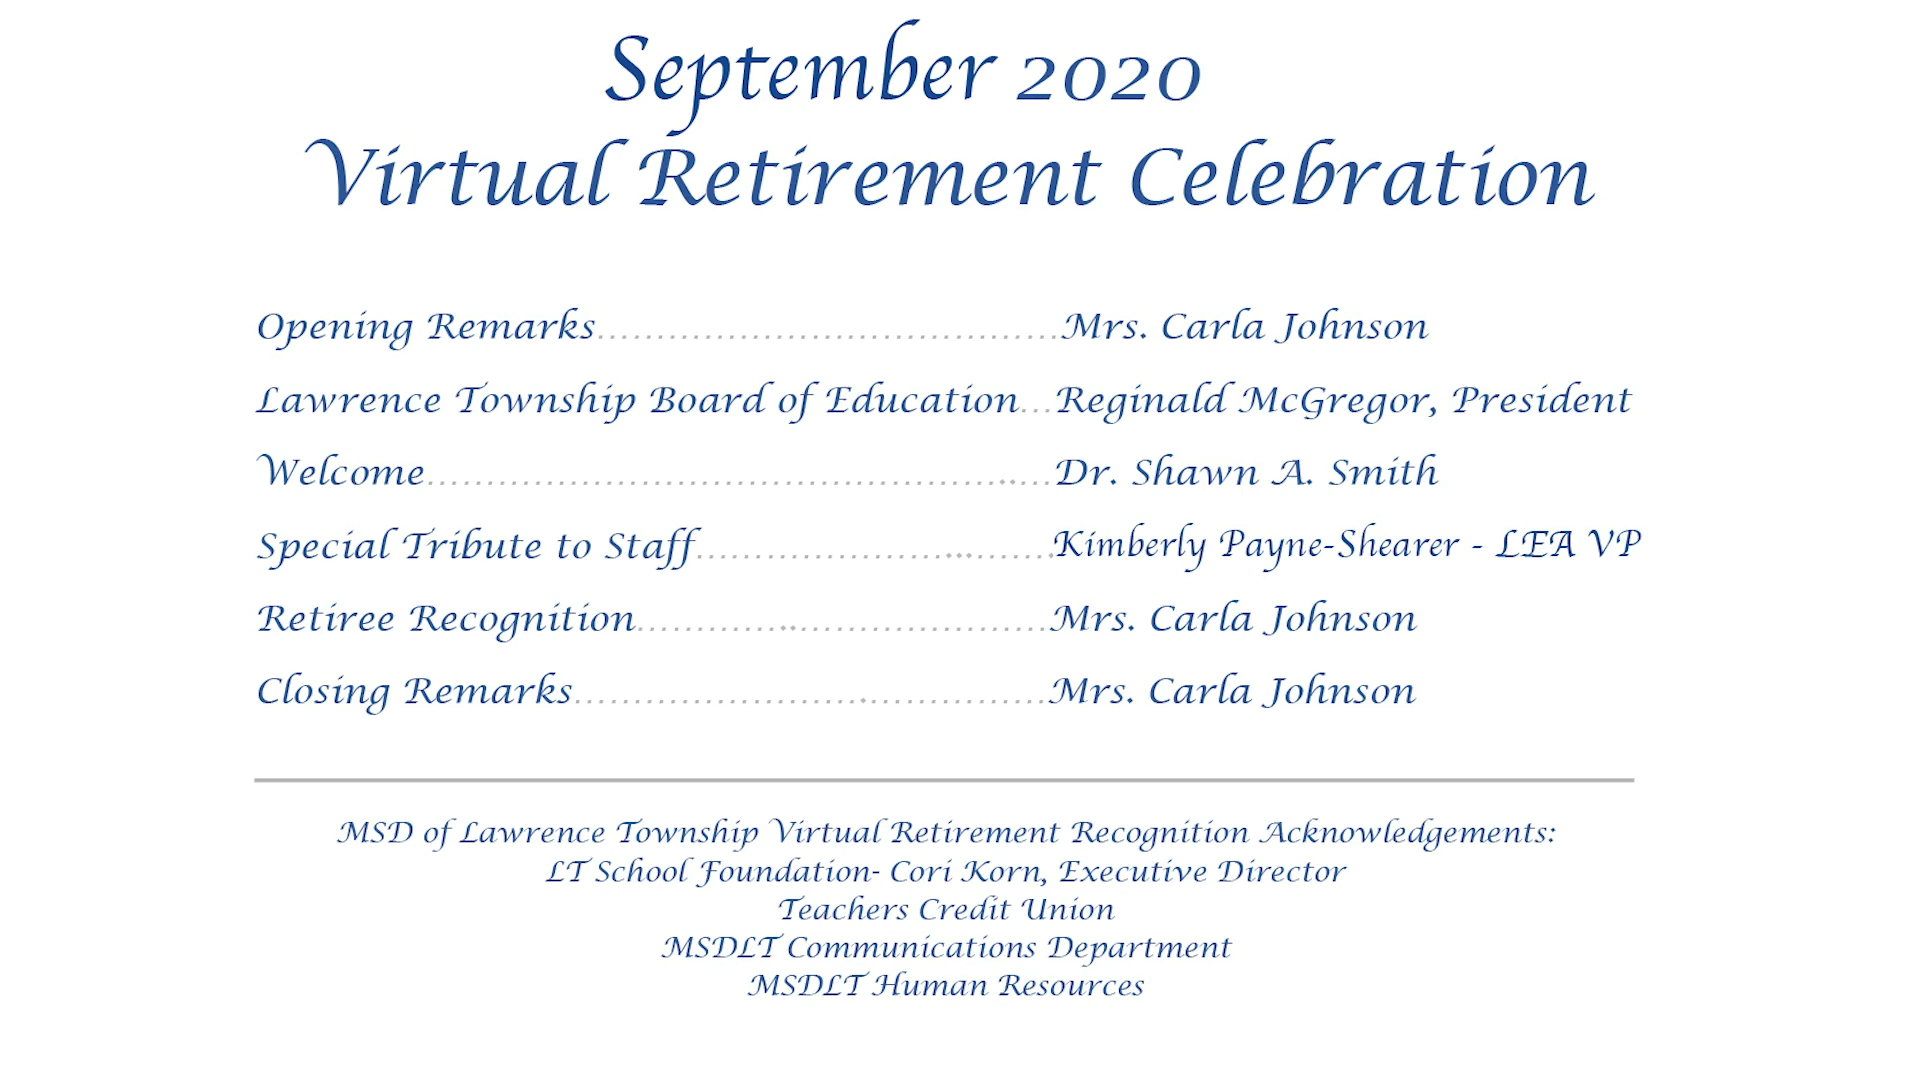 September 2020
Virtual Retirement Celebration
Opening Remarks.......................................Mrs. Carla Johnson
Lawrence Township Board of Education...Reginald McGregor, President
Welcome.....................................................Dr. Shawn A. Smith
Special Tribute to Staff..............................Kimberly Payne-Shearer - LEA VP
Retiree Recognition...................................Mrs. Carla Johnson
Closing Remarks........................................Mrs. Carla Johnson
MSD of Lawrence Township Virtual Retirement Recognition Acknowledgements:
LT School Foundation- Cori Korn, Executive Director
Teachers Credit Union
MSDLT Communications Department
MSDLT Human Resources